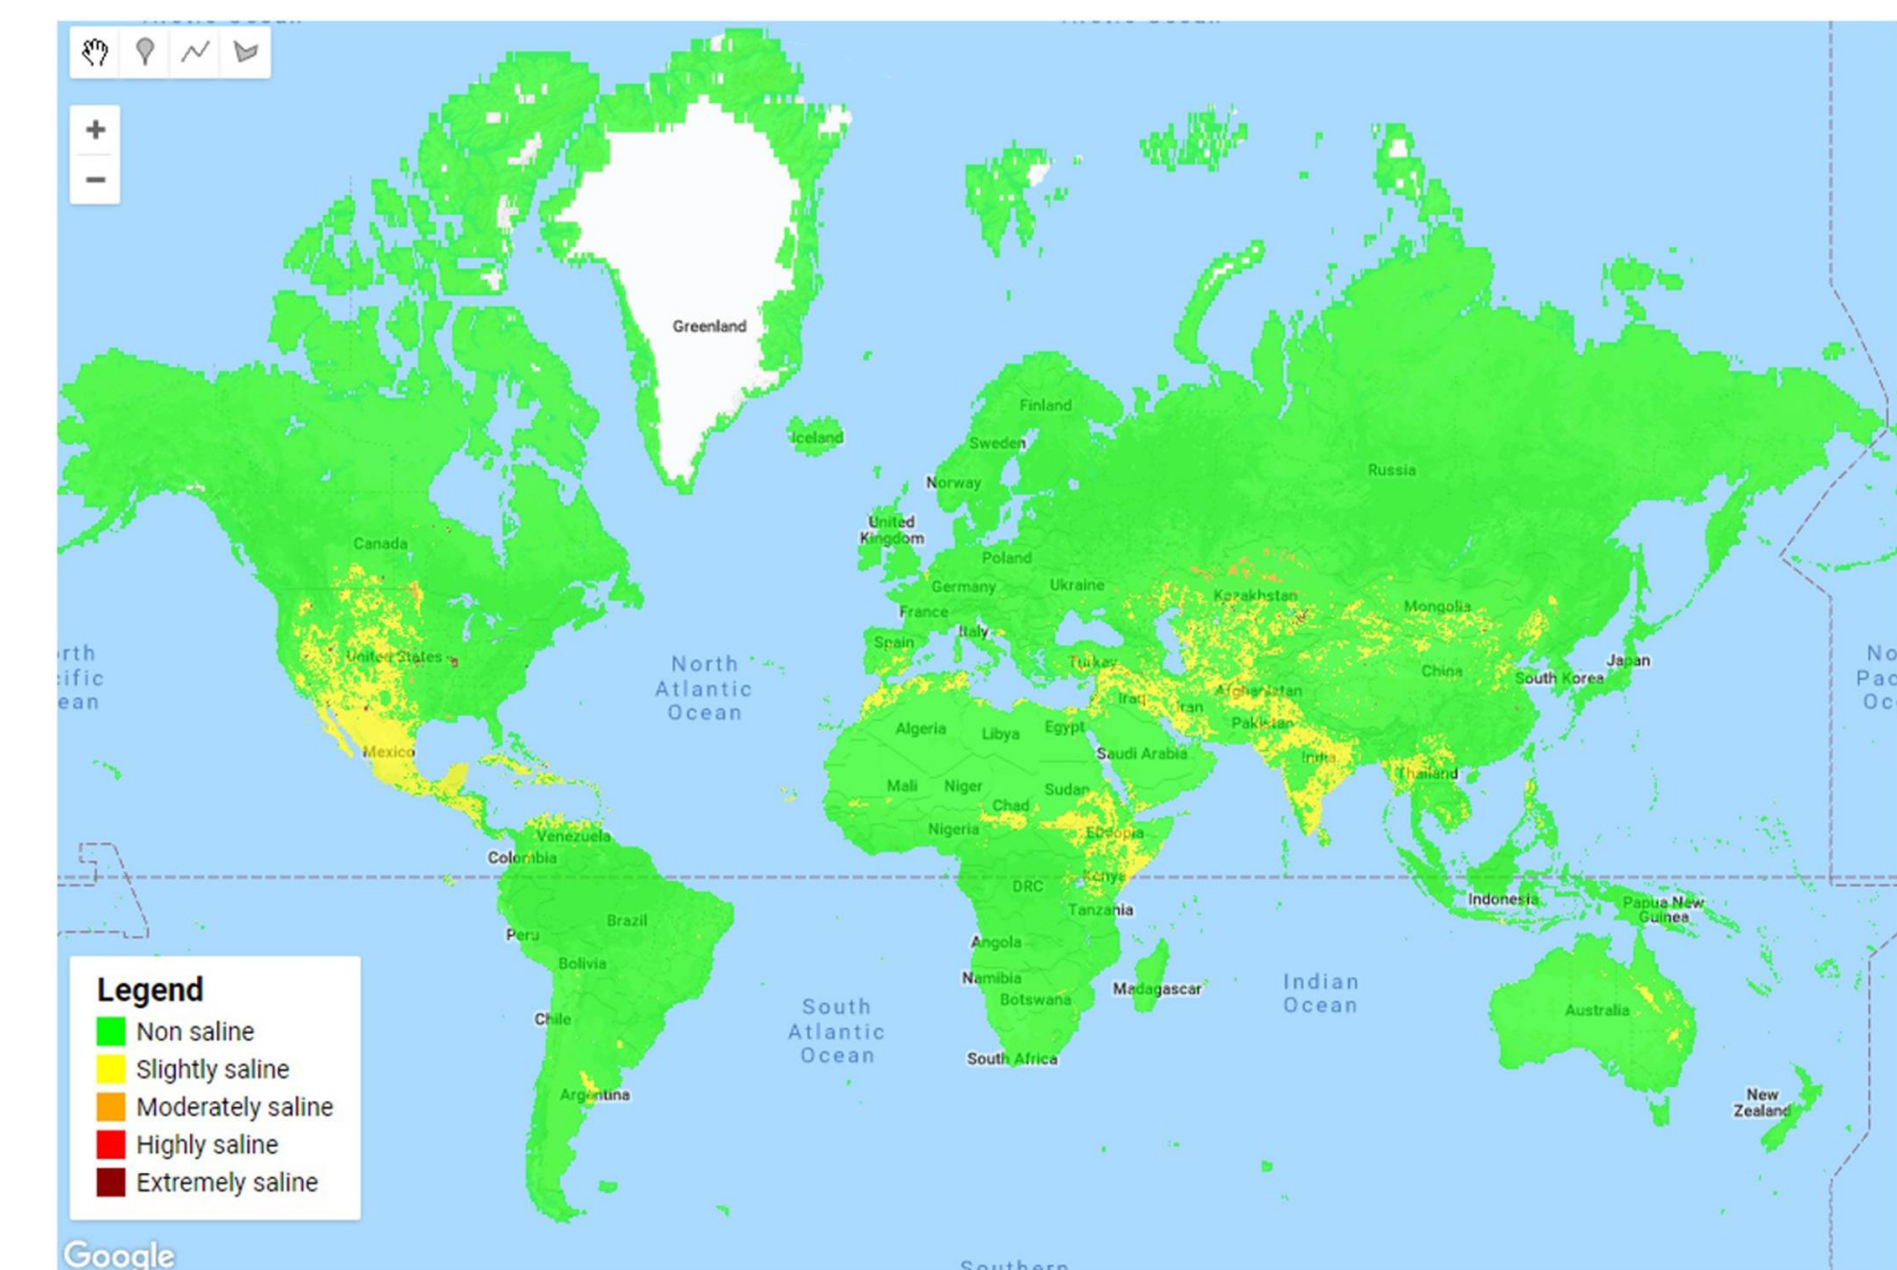 Greenland
Iceland
Finland
Sweden
Norway
Russia
United
Kingdom
Canada
Poland
Germany
Ukraine
Kazakhstan
Mongolia
France
Italy
Spain
United States
Turkey
China
Japan
South Korea
North
Atlantic
Ocean
Afghanistan
Iraq
Iran
Pakistan
Algeria
Libya
Egypt
Saudi Arabia
India
Thailand
Mexico
Mali
Niger
Chad
Sudan
Nigeria
Ethiopia
Venezuela
Colombia
Kenya
DRC
Tanzania
Indonesia
Papua New
Guinea
Brazil
Peru
Angola
Bolivia
Namibia
Botswana
Madagascar
Indian
Ocean
Australia
Chile
South
Atlantic
Ocean
South Africa
Argentina
New
Zealand
Legend
Non saline
Slightly saline
Moderately saline
Highly saline
Extremely saline
Google